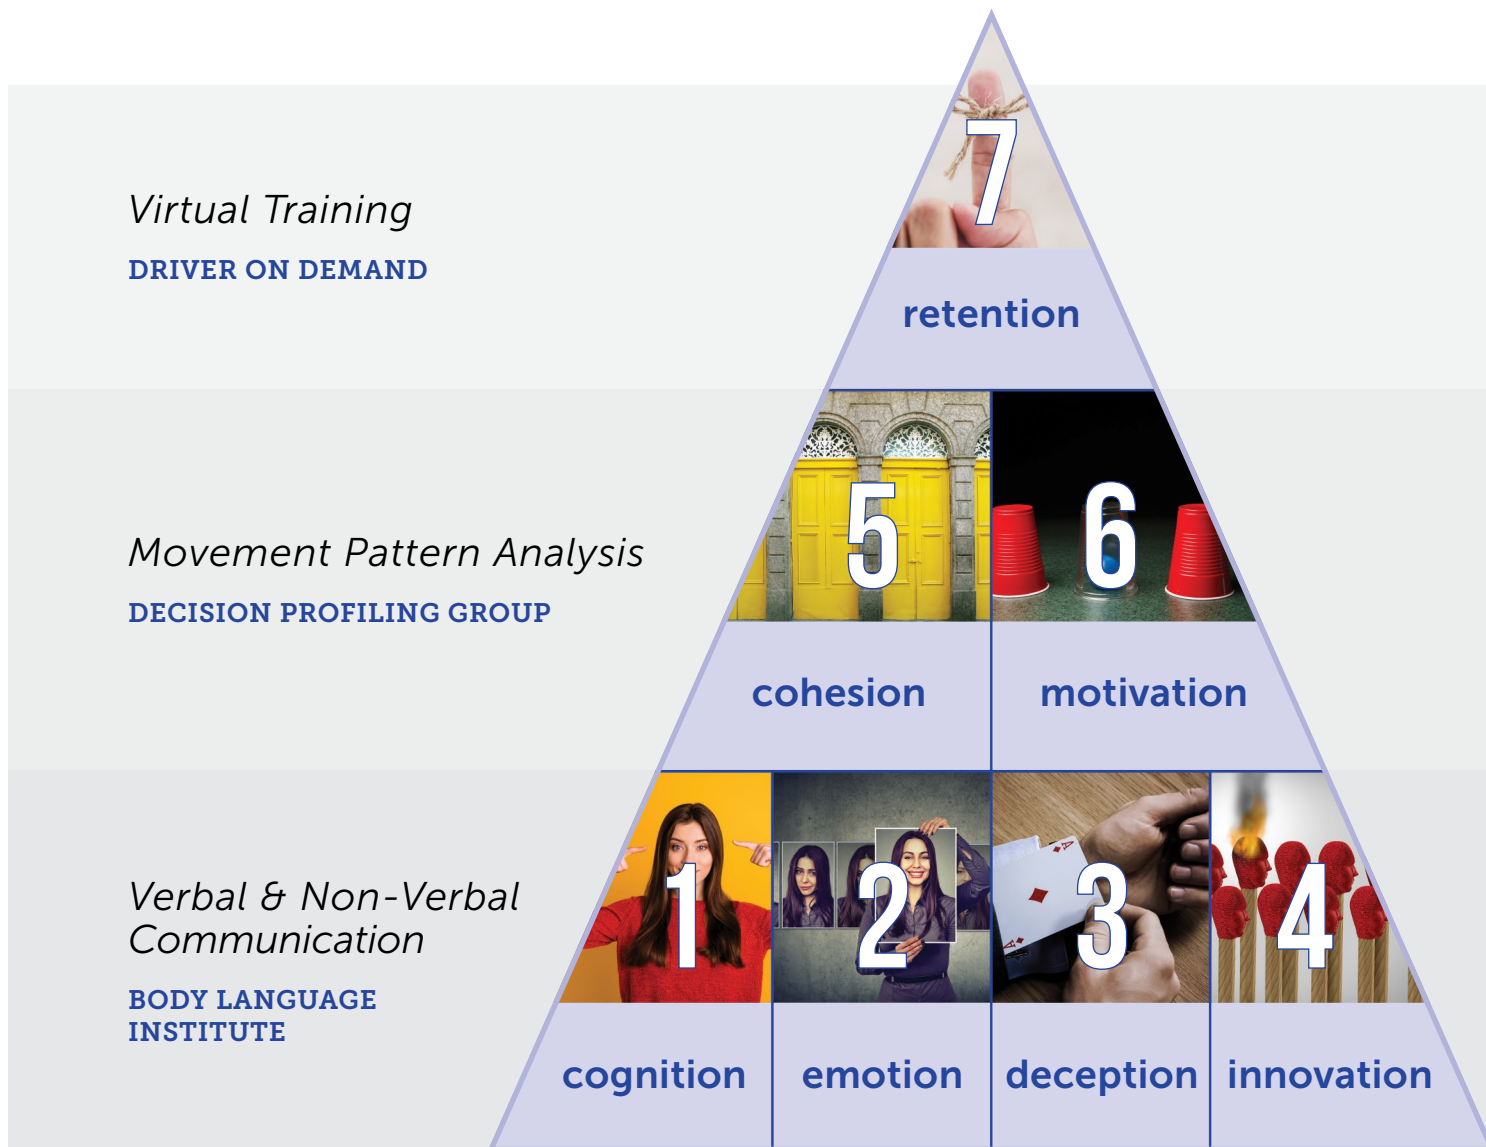 Virtual Training
DRIVER ON DEMAND
7
retention
Movement Pattern Analysis
DECISION PROFILING GROUP
5
6
cohesion
motivation
Verbal & Non-Verbal
Communication
BODY LANGUAGE
INSTITUTE
1
2
3
4
A
A
cognition
emotion
deception
innovation